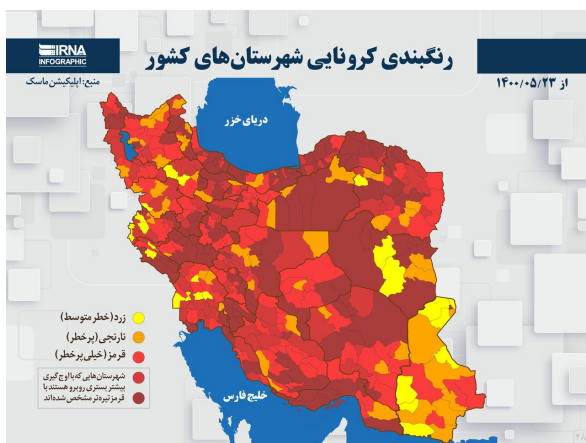 IRNA
INFOGRAPHIC
رنگبندی کرونایی شهرستان‌های کشور
از ۱۴۰۰/۰۵/۲۳
منبع: اپلیکیشن ماسک
دریای خزر
زرد (خطر متوسط)
نارنجی (پرخطر)
قرمز (خیلی پرخطر)
شهرستان‌هایی که با اوج‌گیری
بیشتر بستری روبرو هستند با
قرمز تیره‌تر مشخص شده‌اند
خلیج فارس